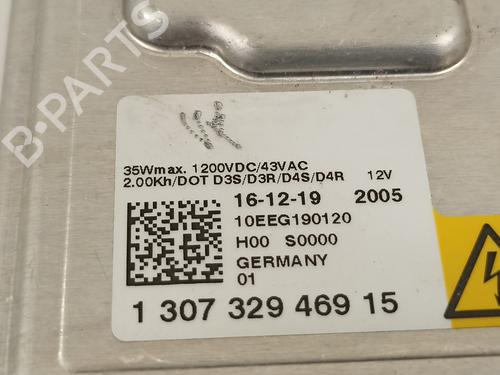 B-PARTS
35Wmax. 1200VDC/43VAC
2.00Kh/DOT D3S/D3R/D4S/D4R 12V
16-12-19 2005
10EEG190120
H00 S0000
GERMANY
01
1 307 329 469 15